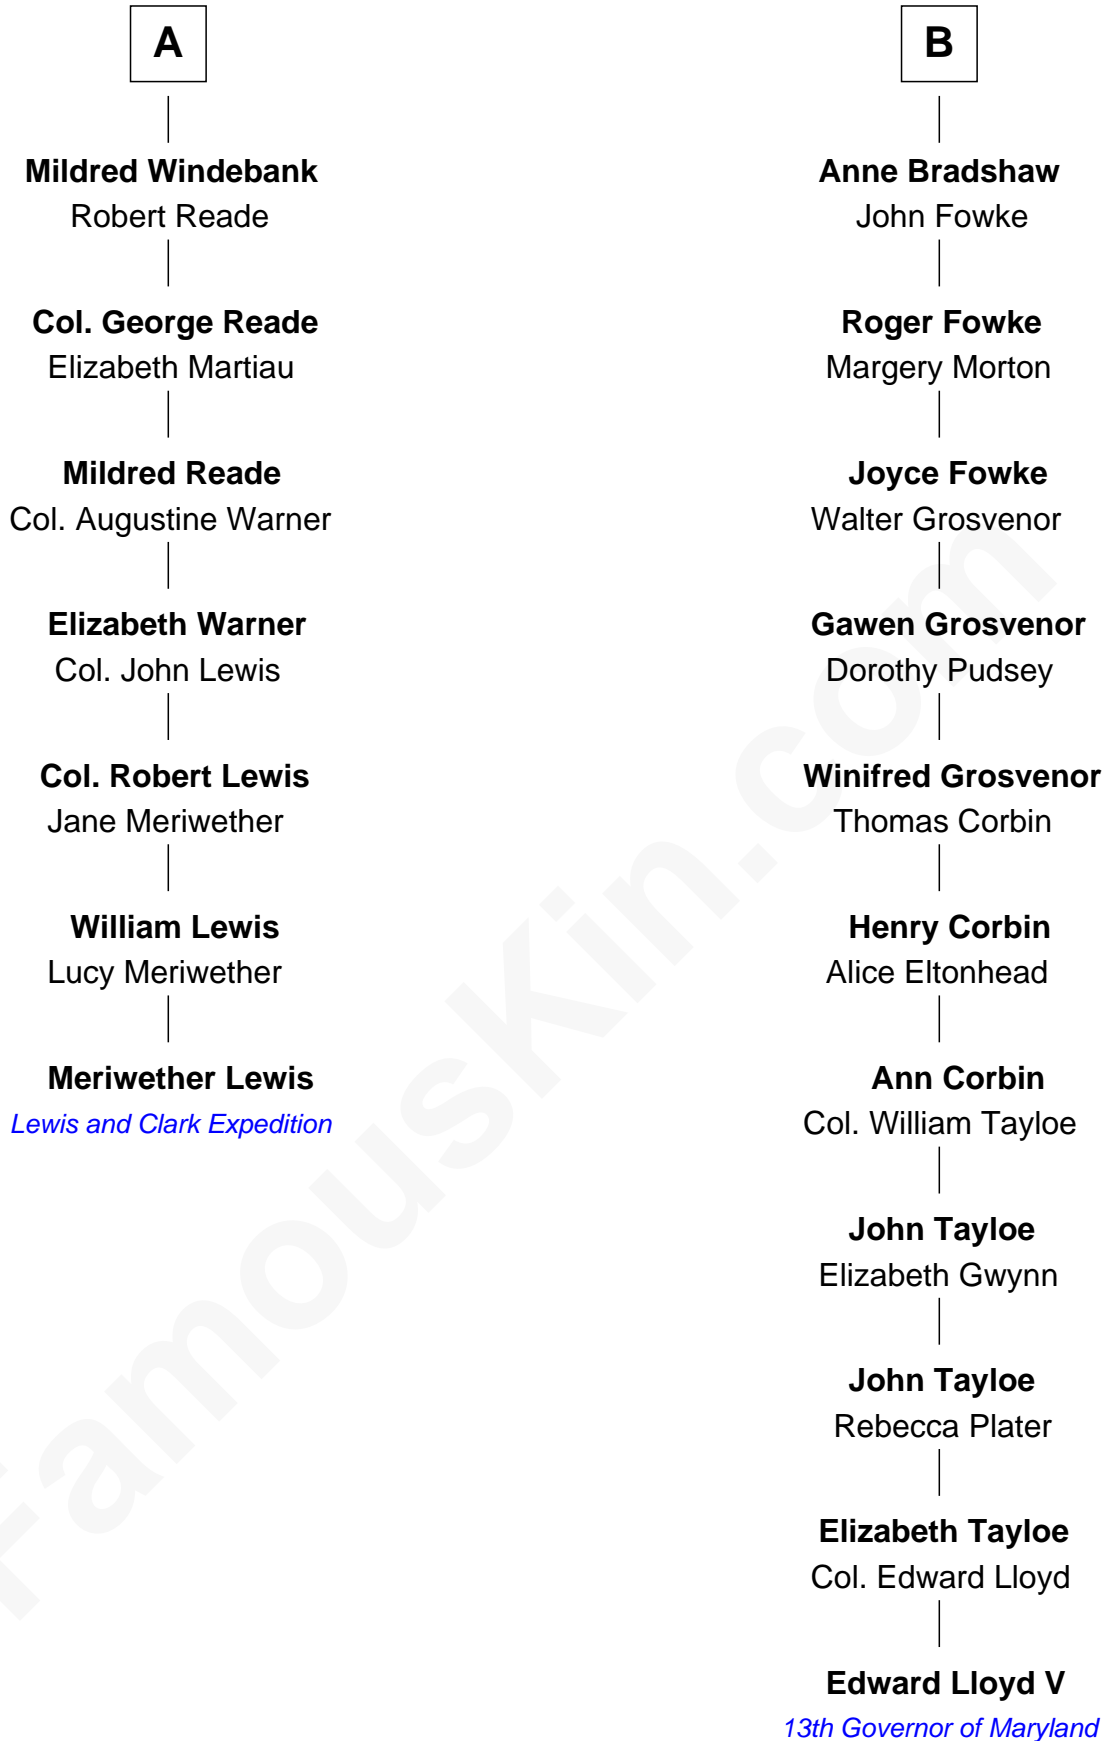 A
Mildred Windebank
Robert Reade
Col. George Reade
Elizabeth Martiau
Mildred Reade
Col. Augustine Warner
Elizabeth Warner
Col. John Lewis
Col. Robert Lewis
Jane Meriwether
William Lewis
Lucy Meriwether
Meriwether Lewis
Lewis and Clark Expedition
B
Anne Bradshaw
John Fowke
Roger Fowke
Margery Morton
Joyce Fowke
Walter Grosvenor
Gawen Grosvenor
Dorothy Pudsey
Winifred Grosvenor
Thomas Corbin
Henry Corbin
Alice Eltonhead
Ann Corbin
Col. William Tayloe
John Tayloe
Elizabeth Gwynn
John Tayloe
Rebecca Plater
Elizabeth Tayloe
Col. Edward Lloyd
Edward Lloyd V
13th Governor of Maryland
FamousKin.com